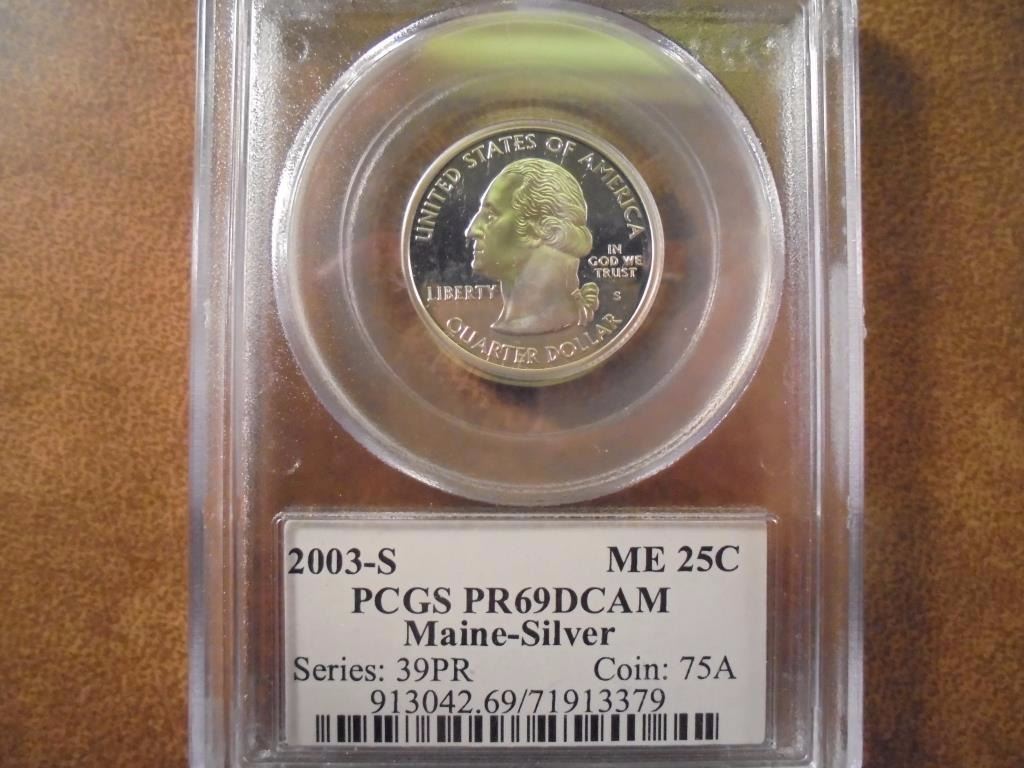 UNITED STATES OF AMERICA
IN
GOD WE
TRUST
LIBERTY
S
QUARTER DOLLAR
2003-S ME 25C
PCGS PR69DCAM
Maine-Silver
Series: 39PR Coin: 75A
913042.69/71913379